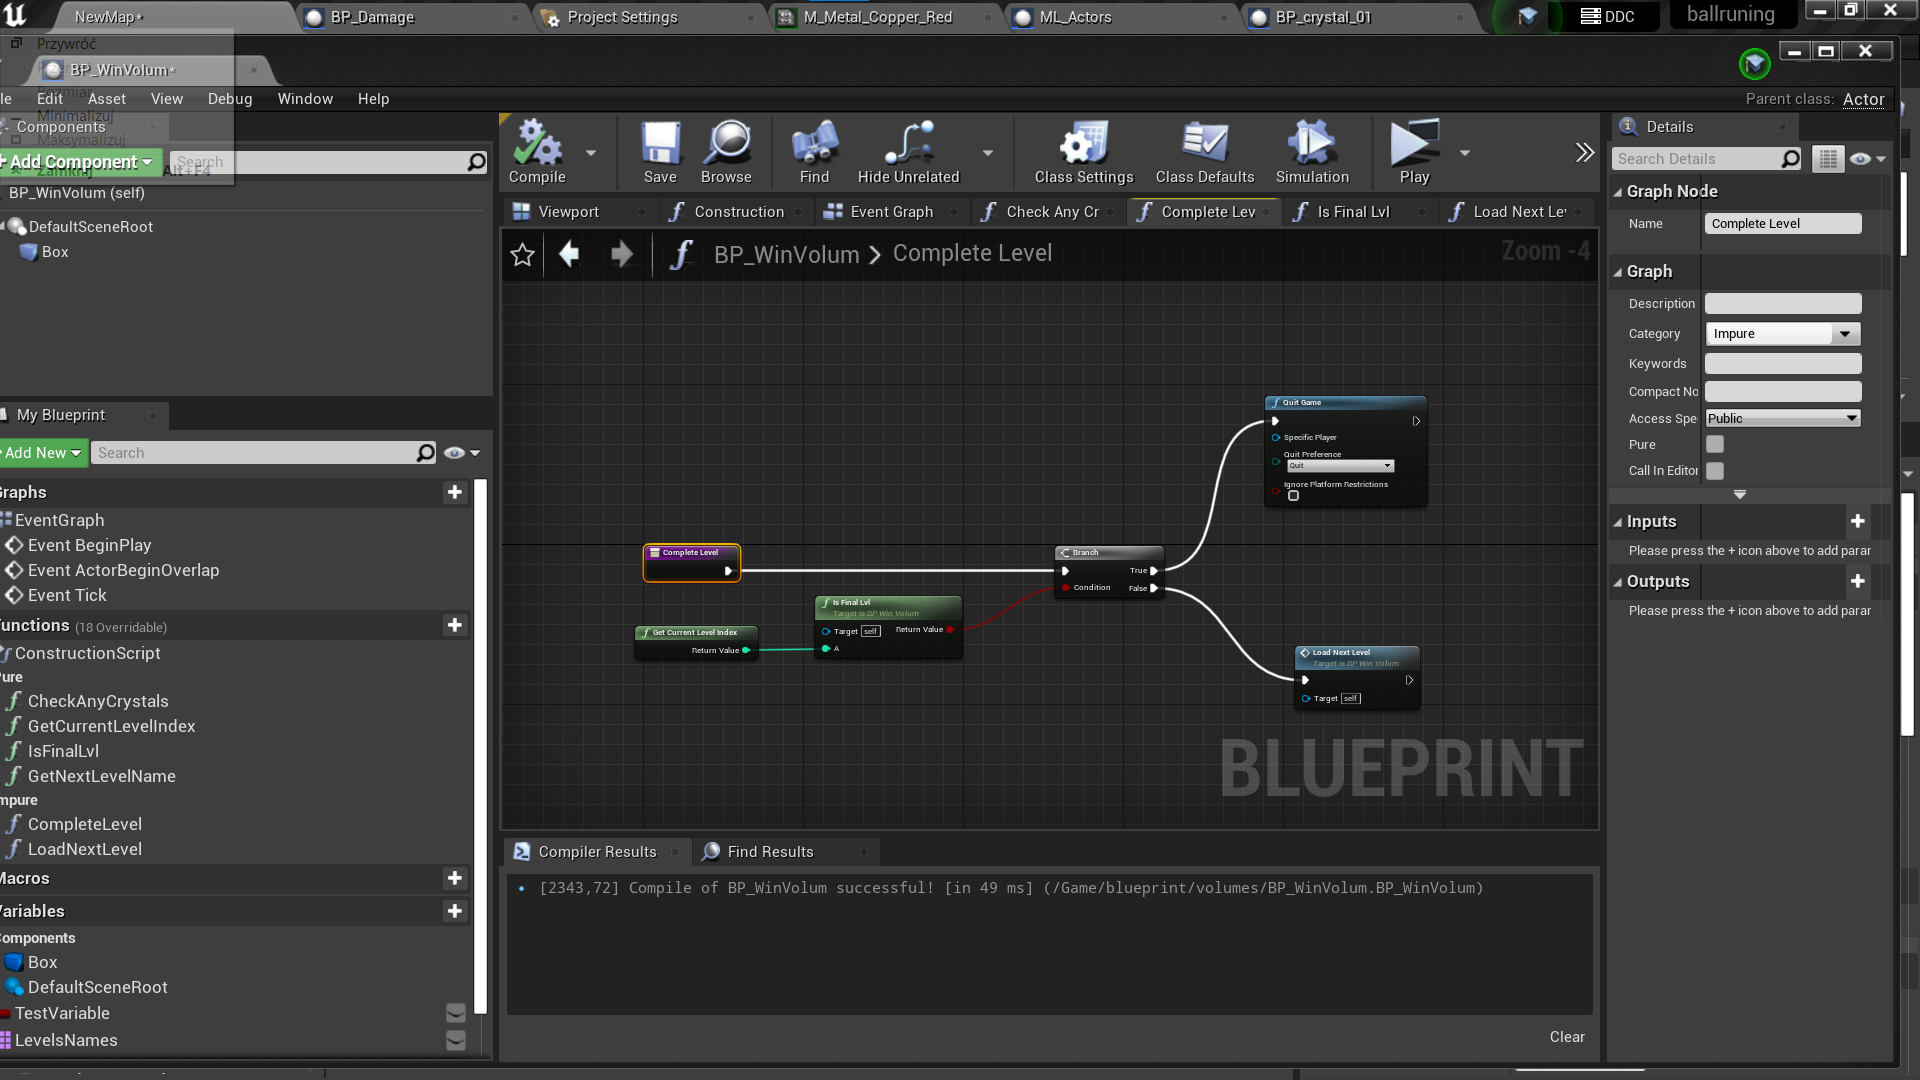 NewMap*
BP_Damage
Project Settings
M_Metal_Copper_Red
ML_Actors
BP_crystal_01
DDC
ballruning
Przywróć
BP_WinVolum*
Rozmiar
le Edit Asset View Debug Window Help
Parent class: Actor
Minimalizuj
Components
Maksymalizuj
Add Component
Search
Zamknij Alt+F4
BP_WinVolum (self)
DefaultSceneRoot
Box
Compile
Save
Browse
Find
Hide Unrelated
Class Settings
Class Defaults
Simulation
Play
Viewport
Construction
Event Graph
Check Any Cr
Complete Lev
Is Final Lvl
Load Next Le
BP_WinVolum > Complete Level
Zoom -4
Quit Game
Specific Player
Quit Preference
Quit
Ignore Platform Restrictions
Complete Level
Branch
True
Condition
False
Is Final Lvl
Target is BP Win Volum
Target self
Return Value
A
Get Current Level Index
Return Value
Load Next Level
Target is BP Win Volum
Target self
BLUEPRINT
My Blueprint
Add New
Search
Graphs
EventGraph
Event BeginPlay
Event ActorBeginOverlap
Event Tick
Functions (18 Overridable)
ConstructionScript
Pure
CheckAnyCrystals
GetCurrentLevelIndex
IsFinalLvl
GetNextLevelName
Impure
CompleteLevel
LoadNextLevel
Macros
Variables
Components
Box
DefaultSceneRoot
TestVariable
LevelsNames
Compiler Results
Find Results
[2343,72] Compile of BP_WinVolum successful! [in 49 ms] (/Game/blueprint/volumes/BP_WinVolum.BP_WinVolum)
Clear
Details
Search Details
Graph Node
Name
Complete Level
Graph
Description
Category
Impure
Keywords
Compact No
Access Spe
Public
Pure
Call In Editor
Inputs
Please press the + icon above to add parar
Outputs
Please press the + icon above to add parar